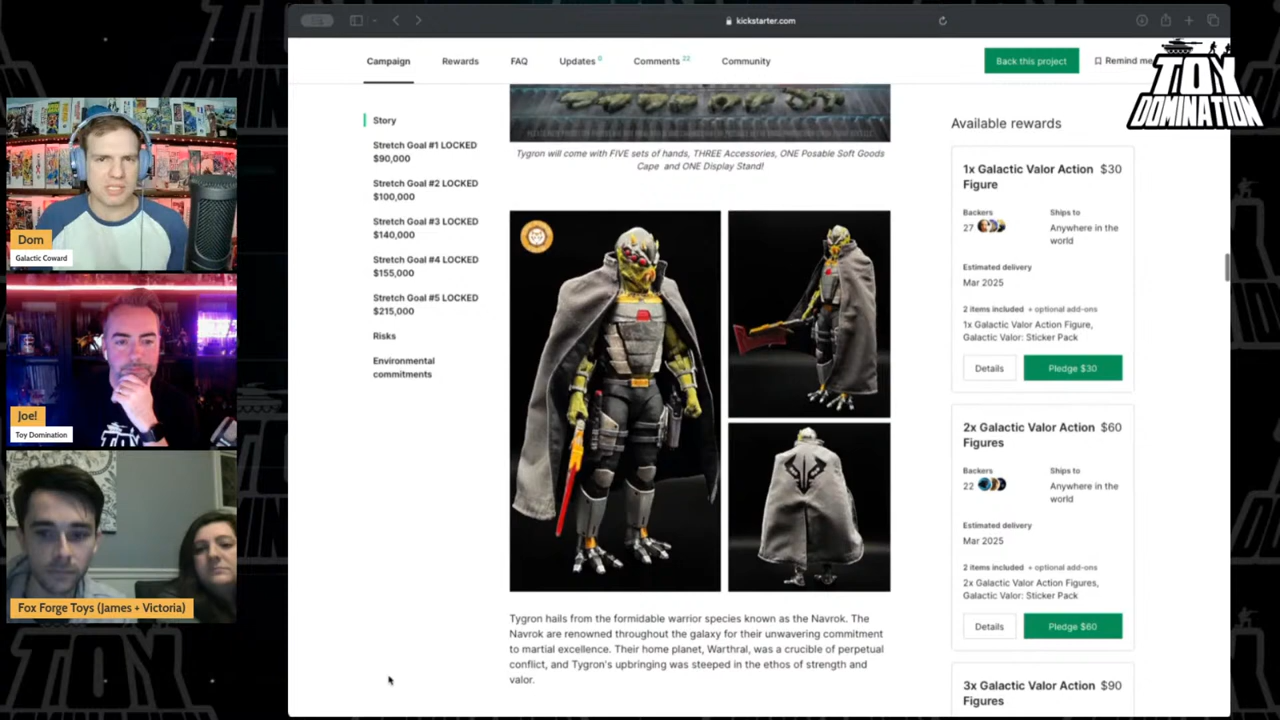 kickstarter.com
Campaign
Rewards
FAQ
Updates 0
Comments 22
Community
Back this project
Remind me
TOY
DOMINATION
Story
Stretch Goal #1 LOCKED
$90,000
Stretch Goal #2 LOCKED
$100,000
Stretch Goal #3 LOCKED
$140,000
Stretch Goal #4 LOCKED
$155,000
Stretch Goal #5 LOCKED
$215,000
Risks
Environmental
commitments
Tygron will come with FIVE sets of hands, THREE Accessories, ONE Posable Soft Goods
Cape and ONE Display Stand!
Tygron hails from the formidable warrior species known as the Navrok. The
Navrok are renowned throughout the galaxy for their unwavering commitment
to martial excellence. Their home planet, Warthral, was a crucible of perpetual
conflict, and Tygron's upbringing was steeped in the ethos of strength and
valor.
Available rewards
1x Galactic Valor Action $30
Figure
Backers
27
Ships to
Anywhere in the
world
Estimated delivery
Mar 2025
2 items included + optional add-ons
1x Galactic Valor Action Figure,
Galactic Valor: Sticker Pack
Details
Pledge $30
2x Galactic Valor Action $60
Figures
Backers
22
Ships to
Anywhere in the
world
Estimated delivery
Mar 2025
2 items included + optional add-ons
2x Galactic Valor Action Figures,
Galactic Valor: Sticker Pack
Details
Pledge $60
3x Galactic Valor Action $90
Figures
Dom
Galactic Coward
Joe!
Toy Domination
Fox Forge Toys (James + Victoria)